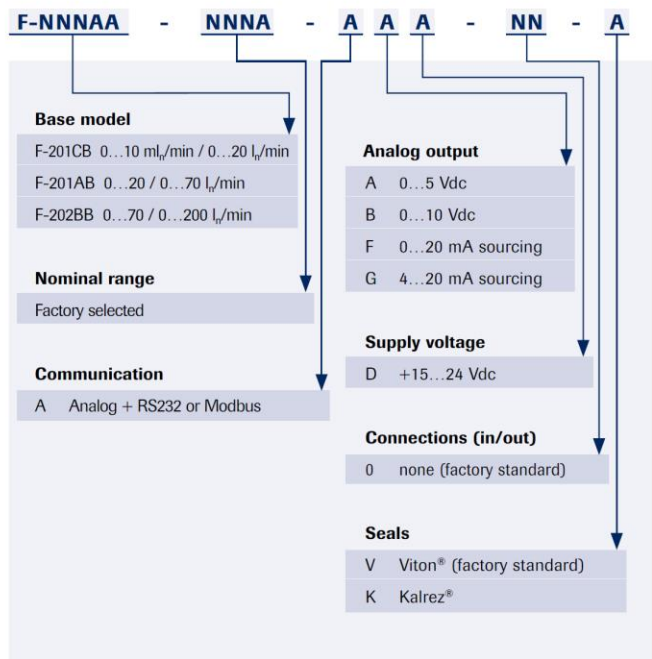 F-NNNAA - NNNA - A A A - NN - A
Base model
F-201CB 0…10 mlₙ/min / 0…20 lₙ/min
F-201AB 0…20 / 0…70 lₙ/min
F-202BB 0…70 / 0…200 lₙ/min
Nominal range
Factory selected
Communication
A Analog + RS232 or Modbus
Analog output
A 0…5 Vdc
B 0…10 Vdc
F 0…20 mA sourcing
G 4…20 mA sourcing
Supply voltage
D +15…24 Vdc
Connections (in/out)
0 none (factory standard)
Seals
V Viton® (factory standard)
K Kalrez®